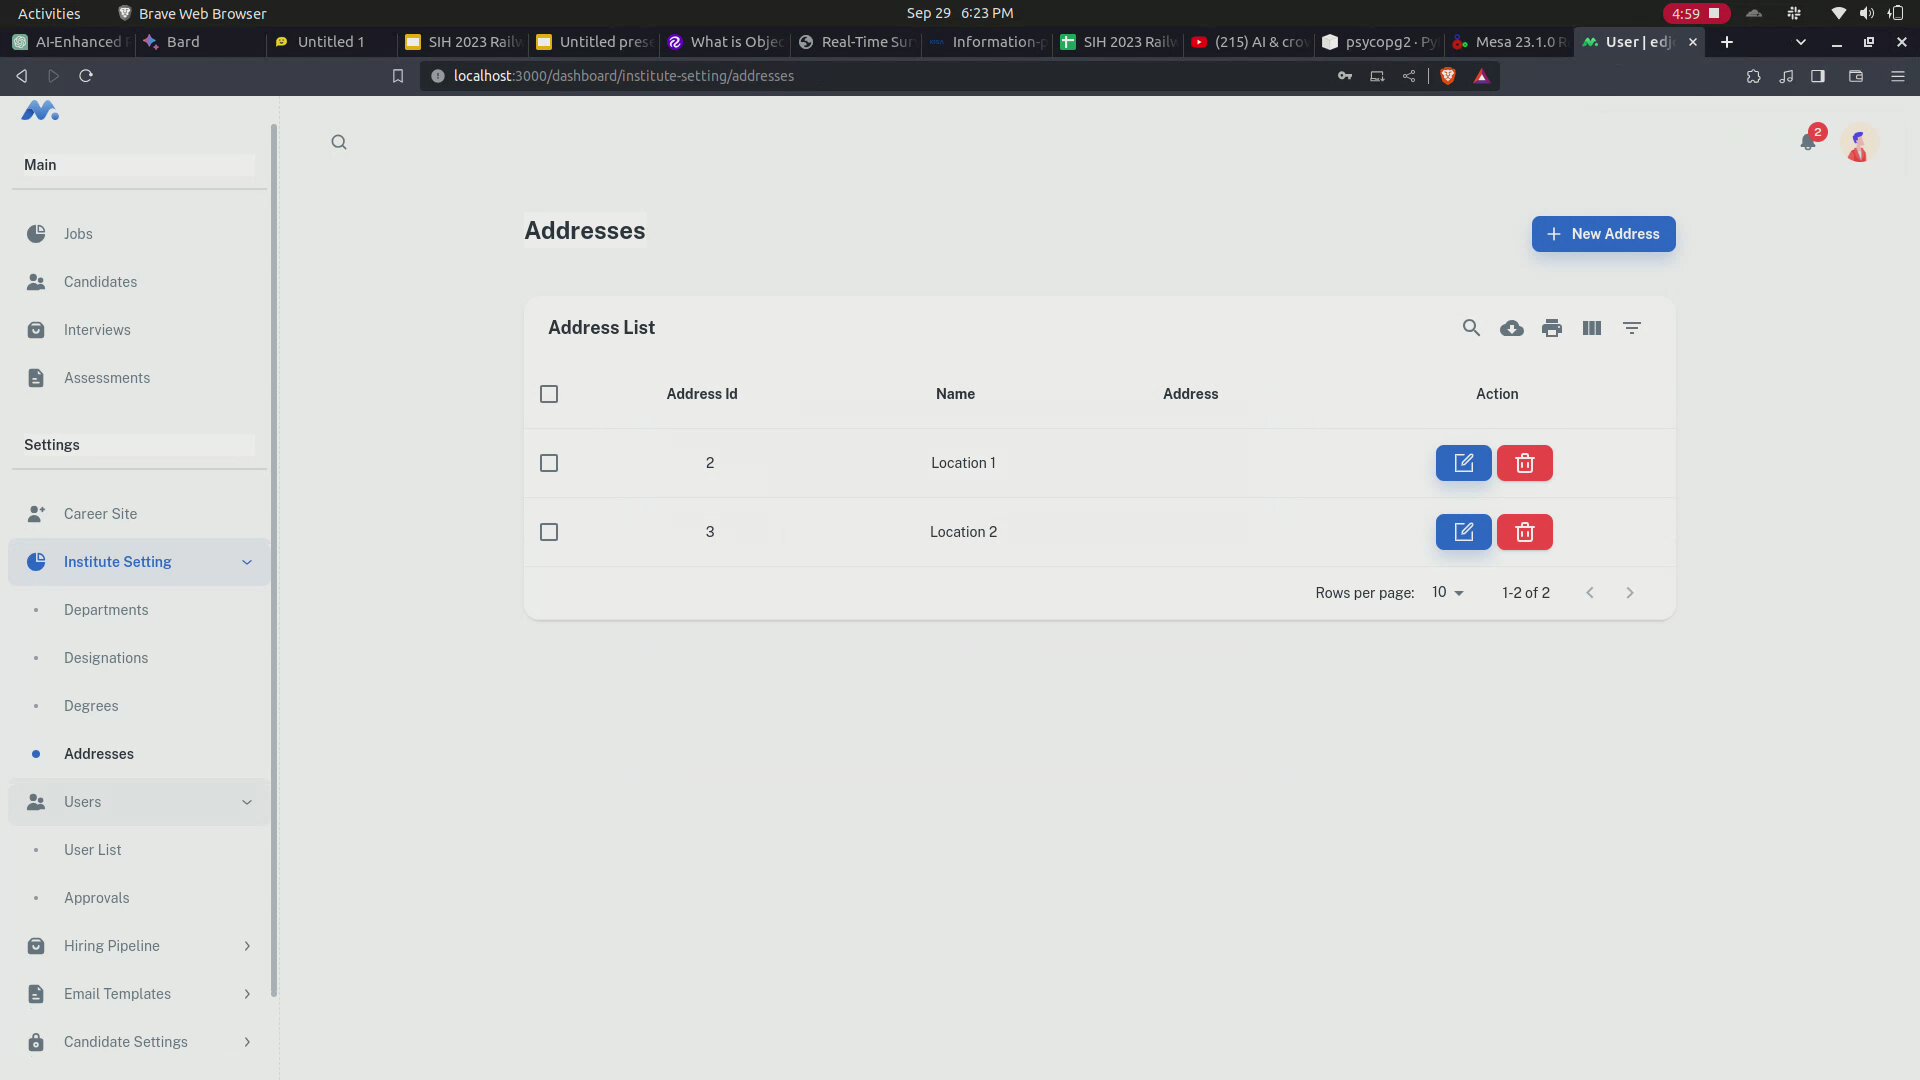 Activities
Brave Web Browser
Sep 29 6:23 PM
4:59
AI-Enhanced
Bard
Untitled 1
SIH 2023 Railw
Untitled prese
What is Objec
Real-Time Sur
Information-p
SIH 2023 Railw
(215) AI & crow
psycopg2 · Py
Mesa 23.1.0 R
User | edj
localhost:3000/dashboard/institute-setting/addresses
2
Main
Jobs
Candidates
Interviews
Assessments
Settings
Career Site
Institute Setting
Departments
Designations
Degrees
Addresses
Users
User List
Approvals
Hiring Pipeline
Email Templates
Candidate Settings
Addresses
New Address
Address List
Address Id Name Address Action
2 Location 1
3 Location 2
Rows per page: 10 1-2 of 2